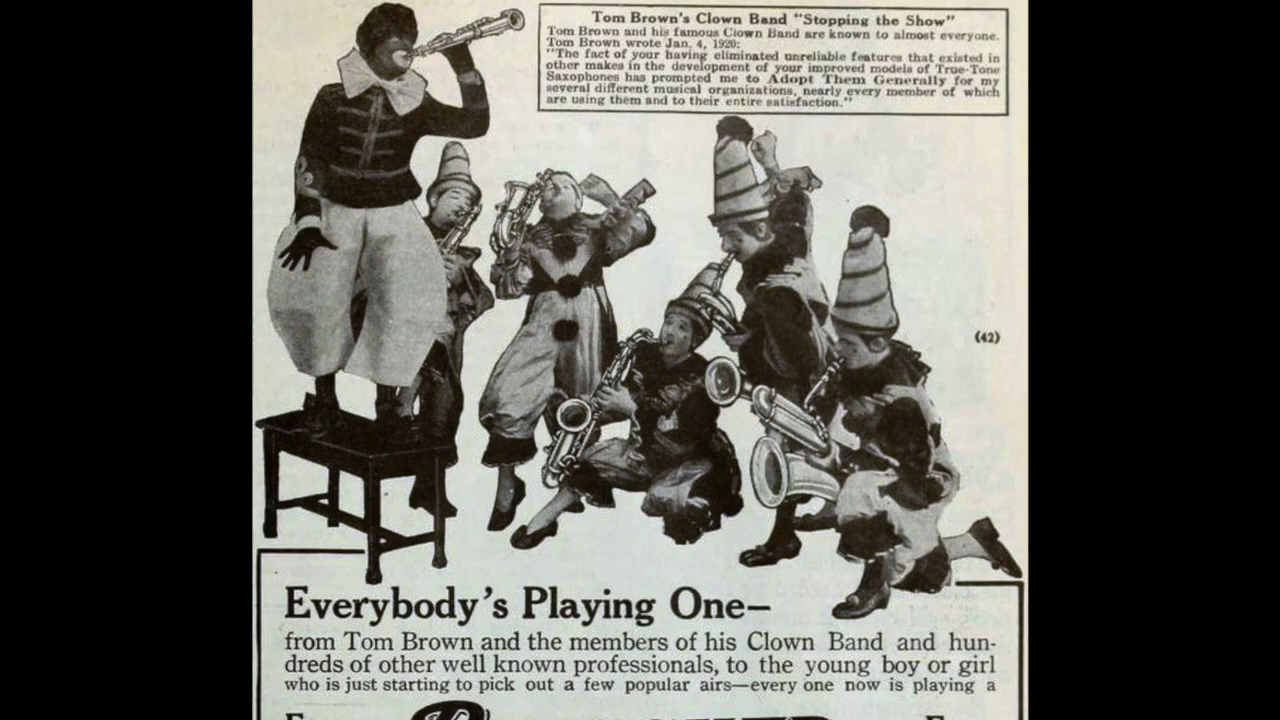 Tom Brown's Clown Band "Stopping the Show"
Tom Brown and his famous Clown Band are known to almost everyone.
Tom Brown wrote Jan. 4, 1920:
"The fact of your having eliminated unreliable features that existed in
other makes in the development of your improved models of True-Tone
Saxophones has prompted me to Adopt Them Generally for my
several different musical organizations, nearly every member of which
are using them and to their entire satisfaction."
(42)
Everybody's Playing One—
from Tom Brown and the members of his Clown Band and hun-
dreds of other well known professionals, to the young boy or girl
who is just starting to pick out a few popular airs—every one now is playing a